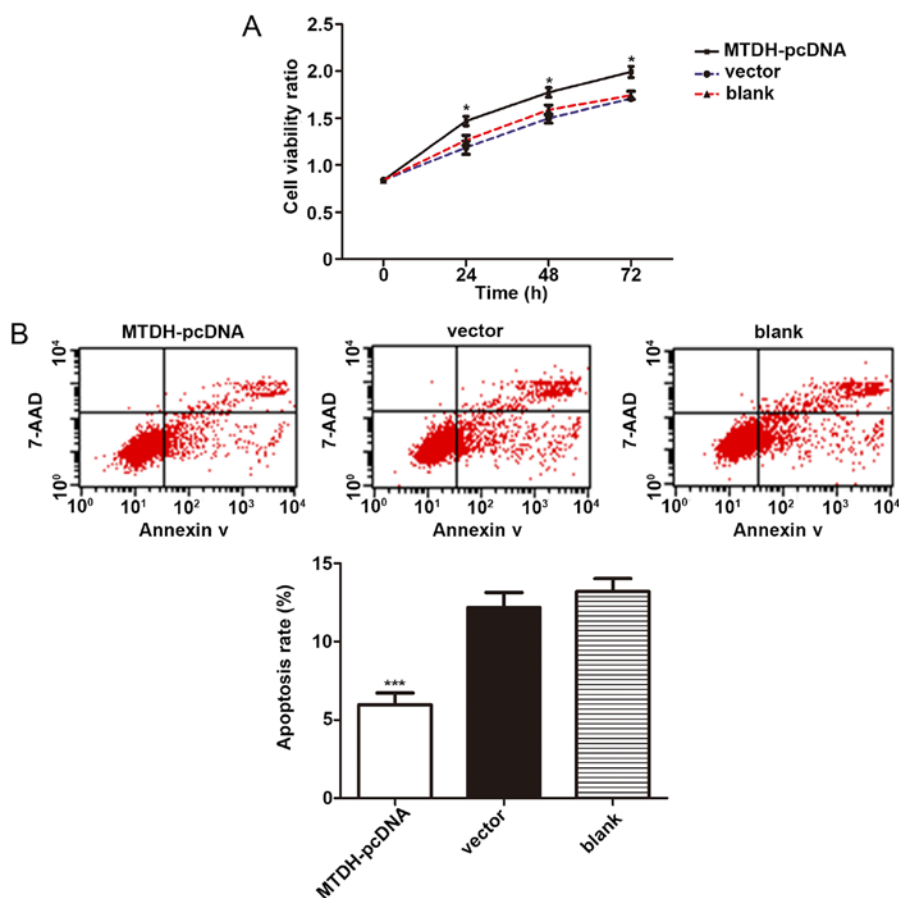 A
2.5
2.0
1.5
1.0
0.5
0
Cell viability ratio
*
*
*
0 24 48 72
Time (h)
MTDH-pcDNA
vector
blank
B
MTDH-pcDNA
10⁴
7-AAD
10⁰
10⁰ 10¹ 10² 10³ 10⁴
Annexin v
vector
10⁴
7-AAD
10⁰
10⁰ 10¹ 10² 10³ 10⁴
Annexin v
blank
10⁴
7-AAD
10⁰
10⁰ 10¹ 10² 10³ 10⁴
Annexin v
15
10
5
0
Apoptosis rate (%)
***
MTDH-pcDNA
vector
blank